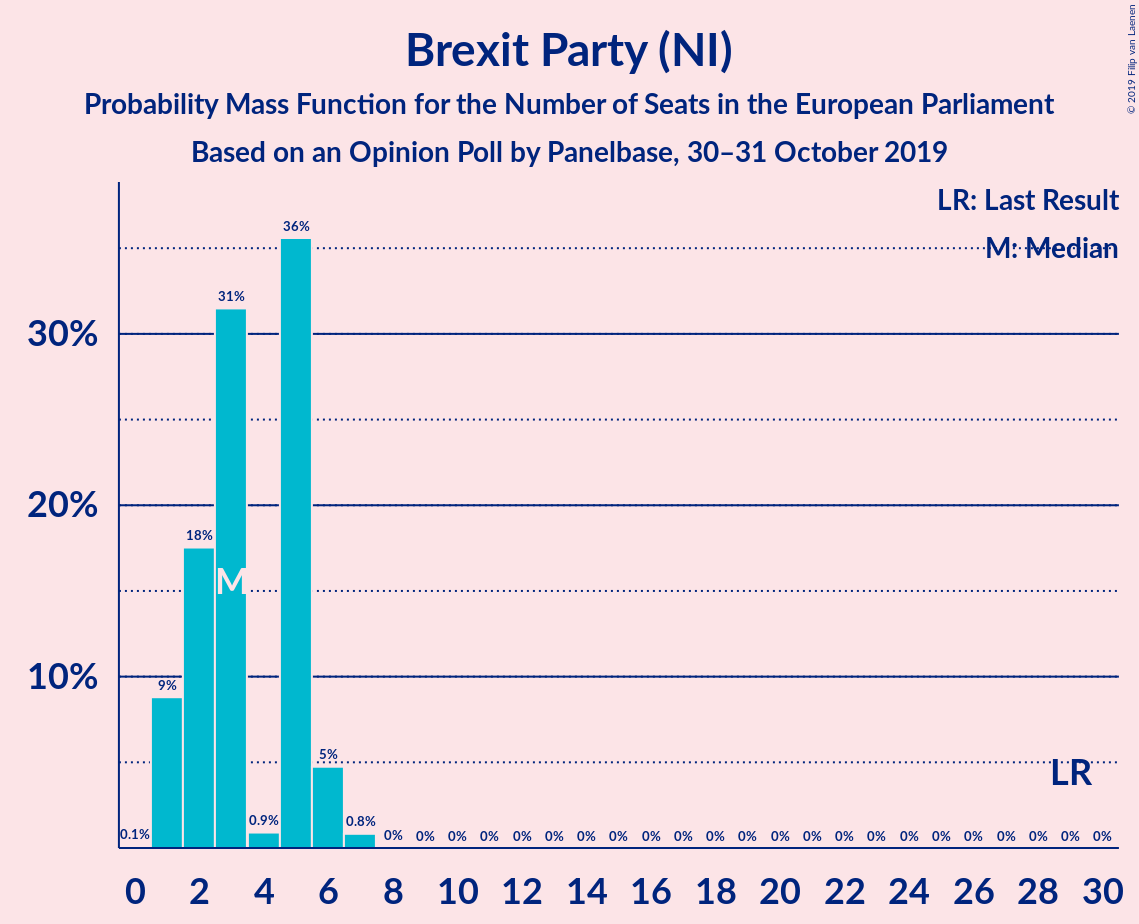 © 2019 Filip van Laenen
Brexit Party (NI)
Probability Mass Function for the Number of Seats in the European Parliament
Based on an Opinion Poll by Panelbase, 30–31 October 2019
LR: Last Result
M: Median
36%
31%
30%
20%
18%
M
10%
9%
5%
LR
0.1% 0.9% 0.8% 0% 0% 0% 0% 0% 0% 0% 0% 0% 0% 0% 0% 0% 0% 0% 0% 0% 0% 0% 0% 0% 0% 0%
0 2 4 6 8 10 12 14 16 18 20 22 24 26 28 30